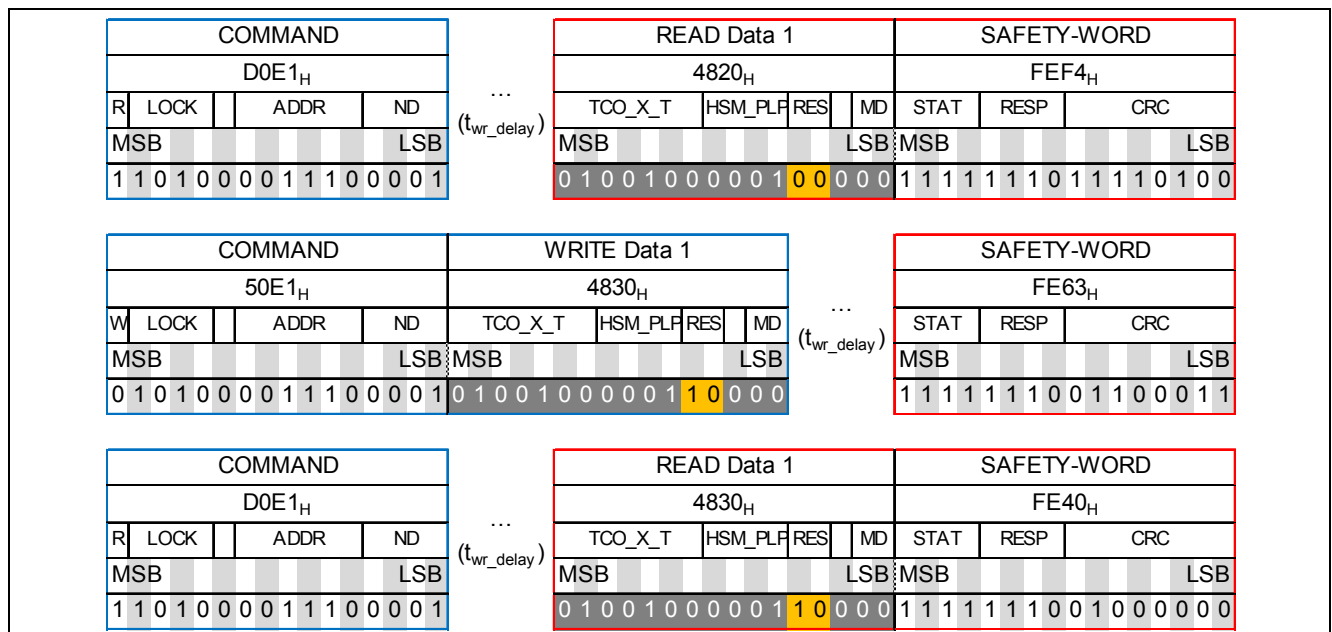 COMMAND READ Data 1 SAFETY-WORD
D0E1H 4820H FEF4H
R LOCK ADDR ND … (twr_delay) TCO_X_T HSM_PLP RES MD STAT RESP CRC
MSB LSB MSB LSB MSB LSB
1 1 0 1 0 0 0 0 1 1 1 0 0 0 0 1 0 1 0 0 1 0 0 0 0 0 1 0 0 0 0 0 1 1 1 1 1 1 1 0 1 1 1 1 0 1 0 0
COMMAND WRITE Data 1 SAFETY-WORD
50E1H 4830H FE63H
W LOCK ADDR ND TCO_X_T HSM_PLP RES MD … (twr_delay) STAT RESP CRC
MSB LSB MSB LSB MSB LSB
0 1 0 1 0 0 0 0 1 1 1 0 0 0 0 1 0 1 0 0 1 0 0 0 0 0 1 1 0 0 0 0 1 1 1 1 1 1 1 0 0 1 1 0 0 0 1 1
COMMAND READ Data 1 SAFETY-WORD
D0E1H 4830H FE40H
R LOCK ADDR ND … (twr_delay) TCO_X_T HSM_PLP RES MD STAT RESP CRC
MSB LSB MSB LSB MSB LSB
1 1 0 1 0 0 0 0 1 1 1 0 0 0 0 1 0 1 0 0 1 0 0 0 0 0 1 1 0 0 0 0 1 1 1 1 1 1 1 0 0 1 0 0 0 0 0 0